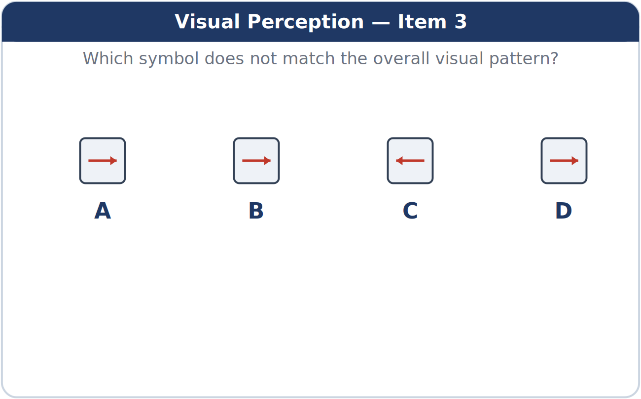 Visual Perception — Item 3
Which symbol does not match the overall visual pattern?
A B C D